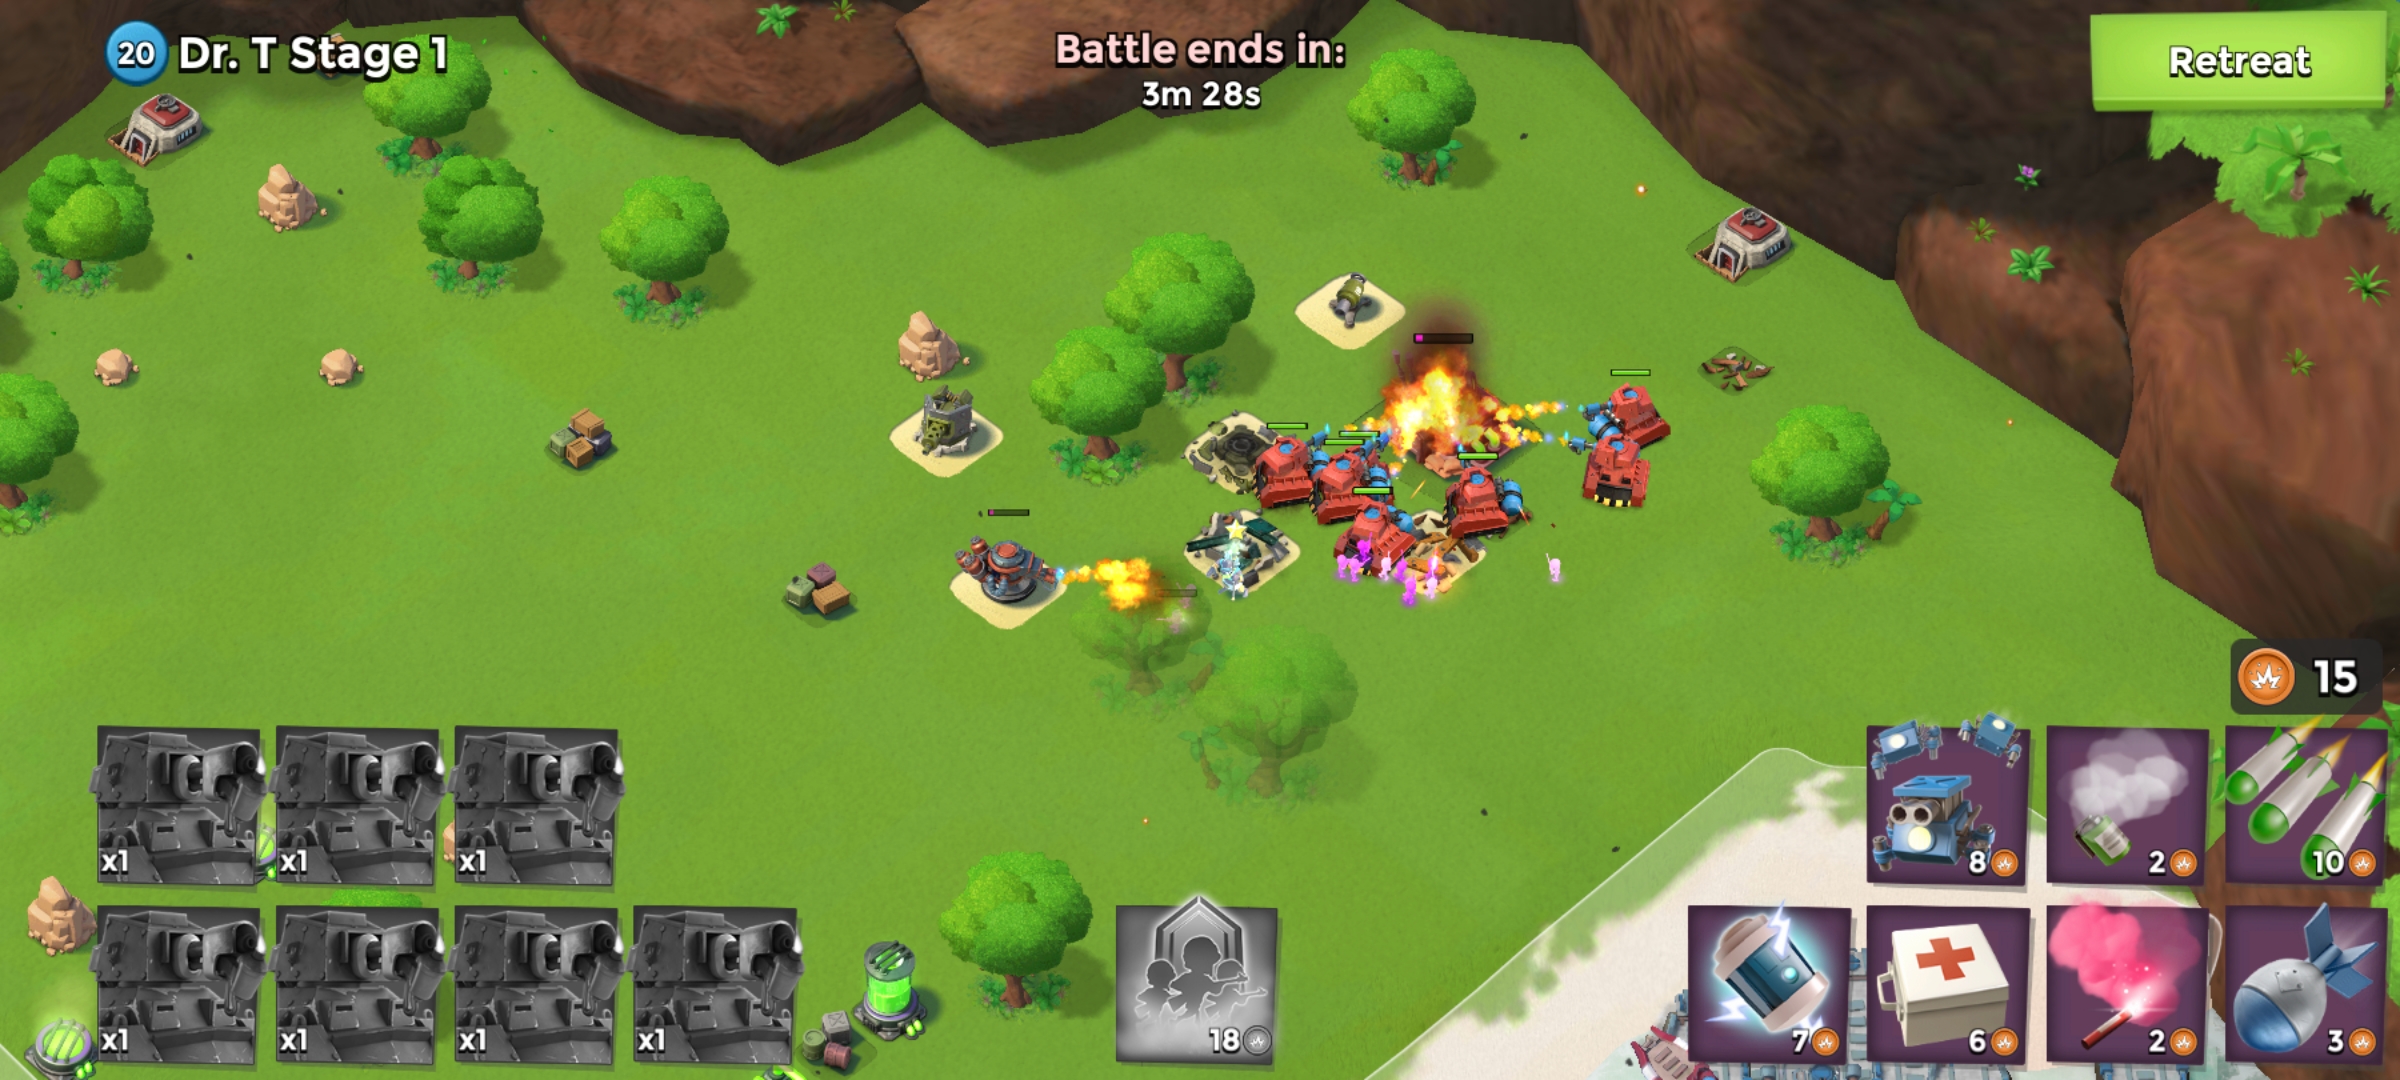 20 Dr. T Stage 1
Battle ends in:
3m 28s
Retreat
15
x1 x1 x1
8 2 10
x1 x1 x1 x1
18
7 6 2 3